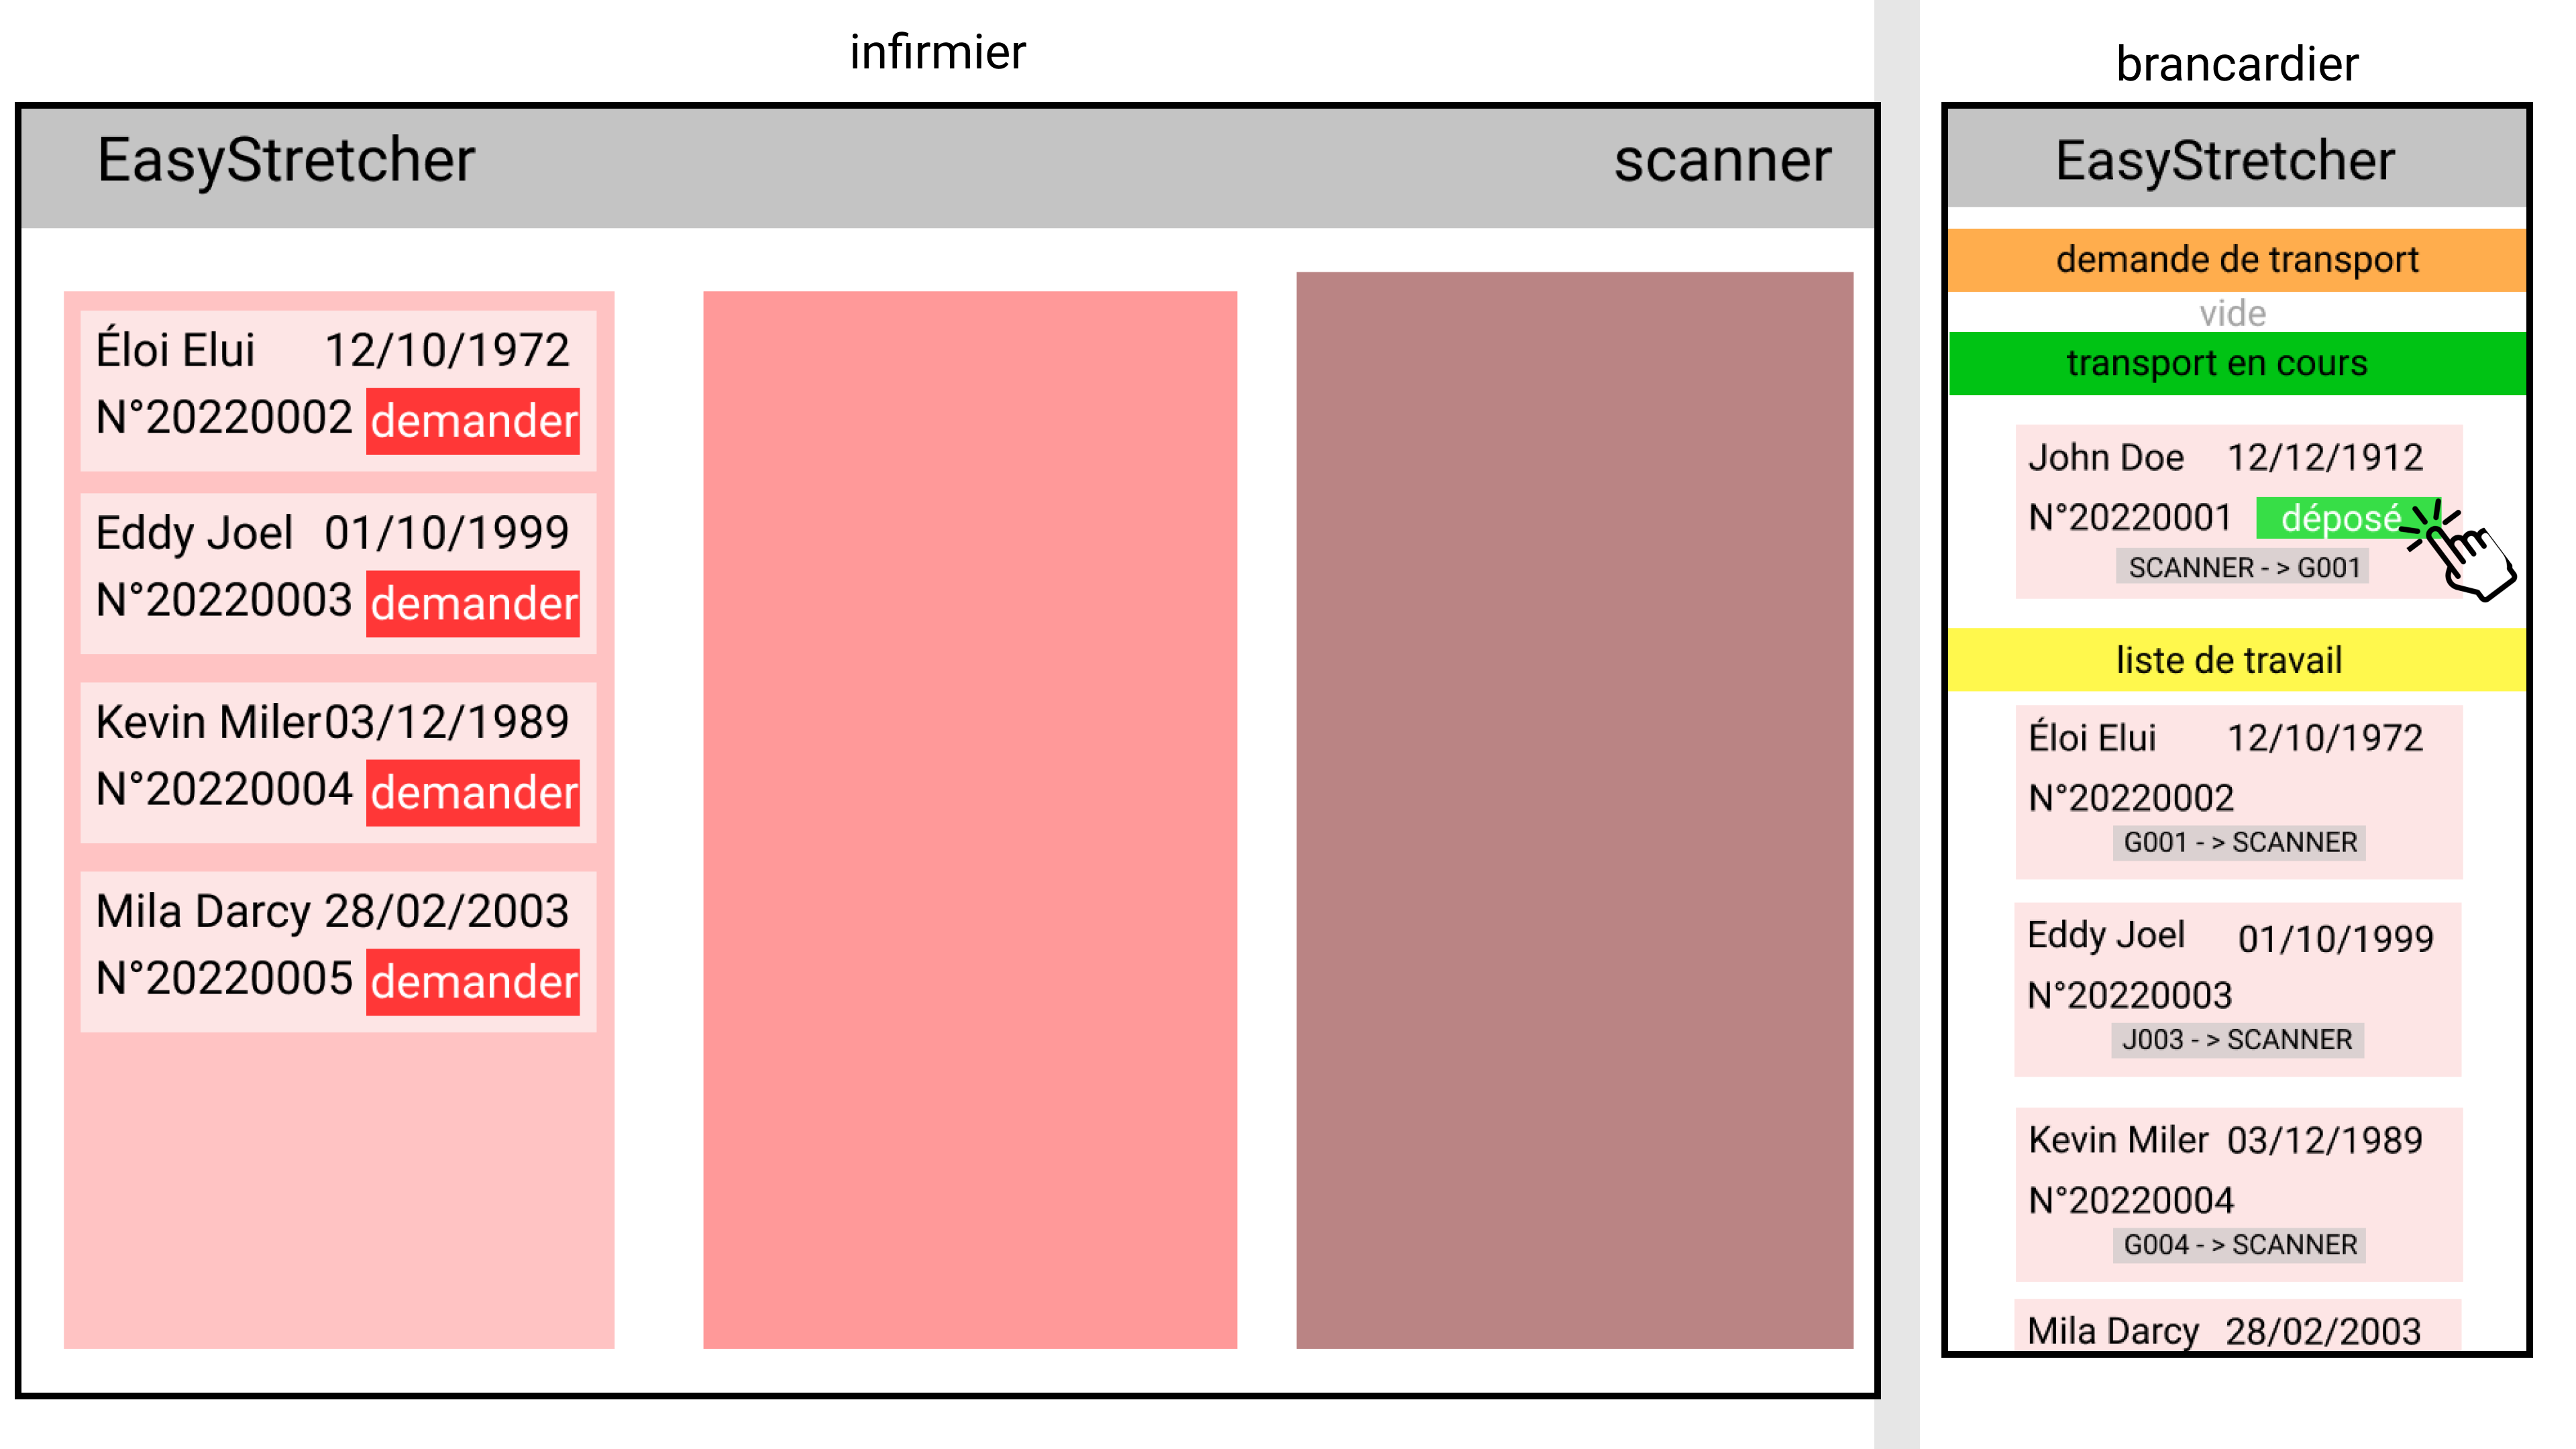 infirmier
EasyStretcher
scanner
Éloi Elui 12/10/1972
N°20220002 demander
Eddy Joel 01/10/1999
N°20220003 demander
Kevin Miler 03/12/1989
N°20220004 demander
Mila Darcy 28/02/2003
N°20220005 demander
brancardier
EasyStretcher
demande de transport
vide
transport en cours
John Doe 12/12/1912
N°20220001 déposé
SCANNER - > G001
liste de travail
Éloi Elui 12/10/1972
N°20220002
G001 - > SCANNER
Eddy Joel 01/10/1999
N°20220003
J003 - > SCANNER
Kevin Miler 03/12/1989
N°20220004
G004 - > SCANNER
Mila Darcy 28/02/2003